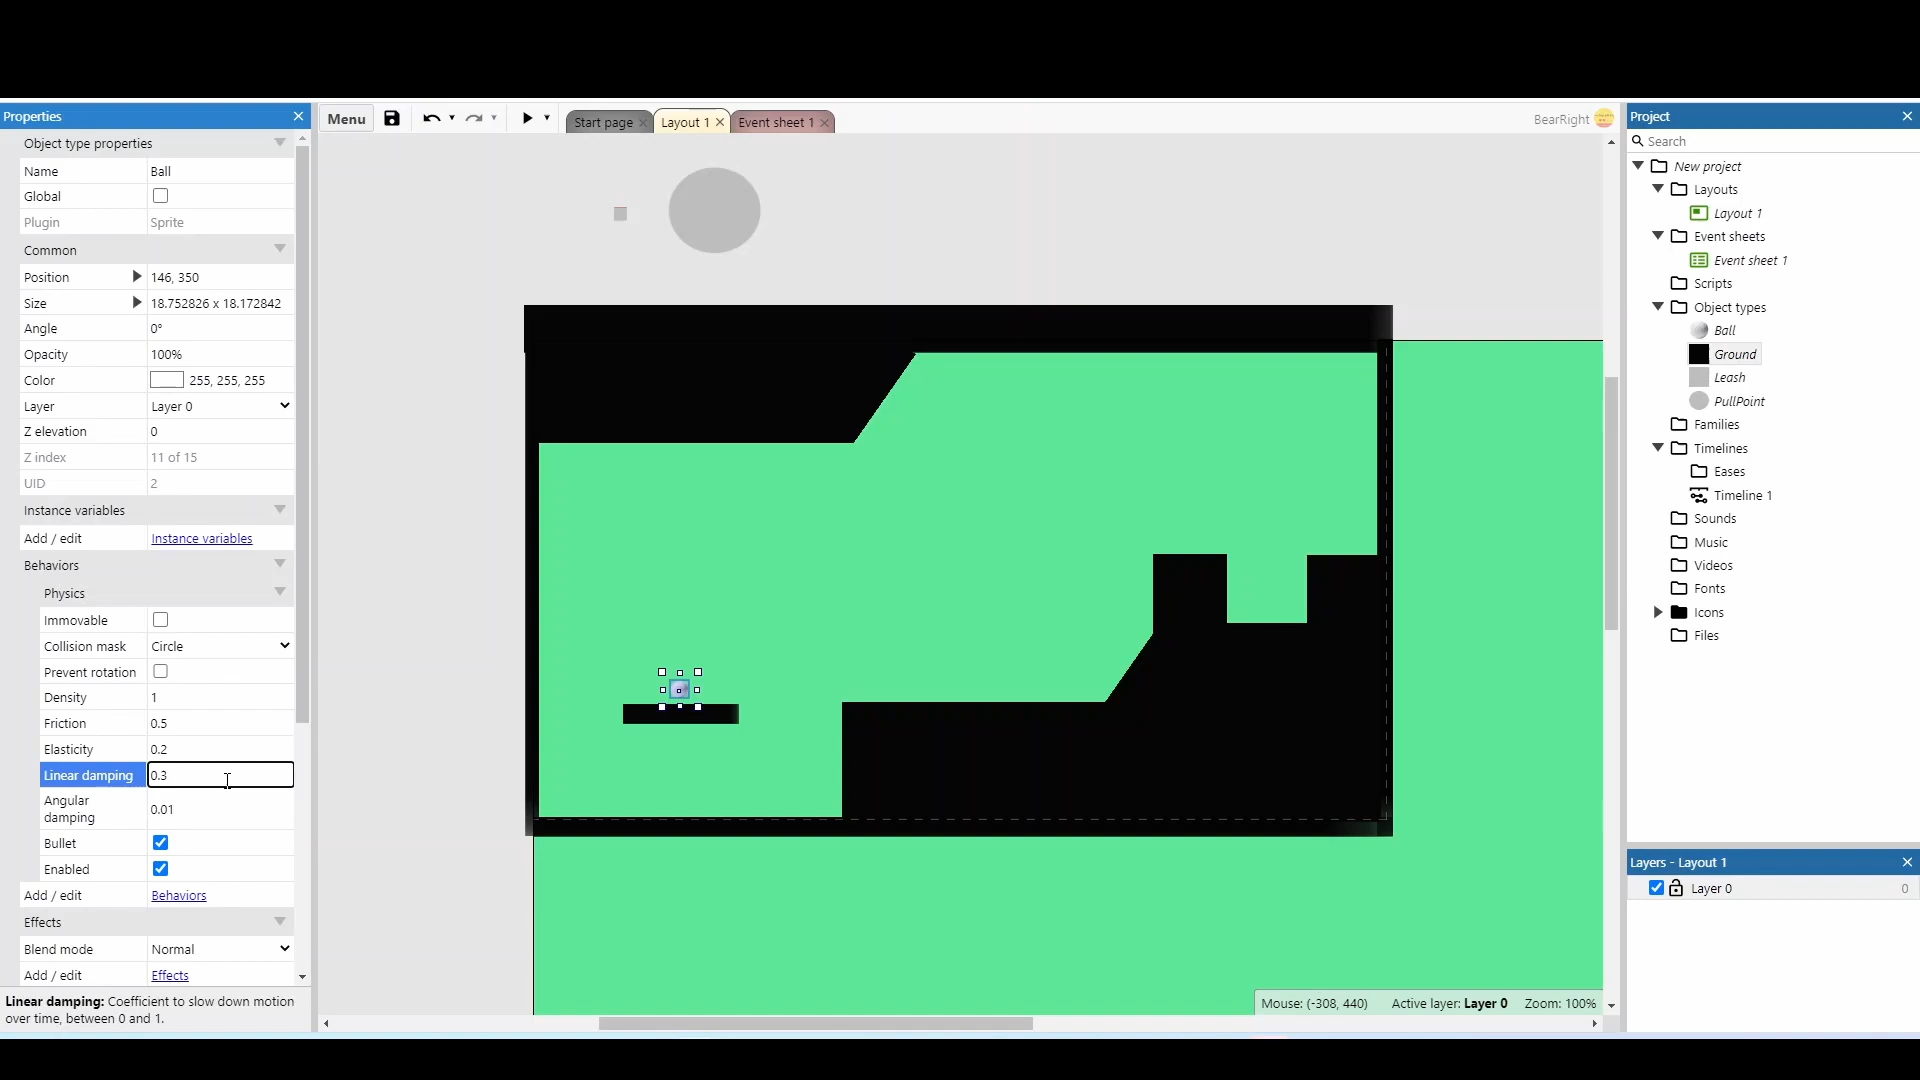 Properties
Object type properties
Name Ball
Global
Plugin Sprite
Common
Position 146, 350
Size 18.752826 x 18.172842
Angle 0°
Opacity 100%
Color 255, 255, 255
Layer Layer 0
Z elevation 0
Z index 11 of 15
UID 2
Instance variables
Add / edit Instance variables
Behaviors
Physics
Immovable
Collision mask Circle
Prevent rotation
Density 1
Friction 0.5
Elasticity 0.2
Linear damping 0.3
Angular
damping 0.01
Bullet
Enabled
Add / edit Behaviors
Effects
Blend mode Normal
Add / edit Effects
Linear damping: Coefficient to slow down motion
over time, between 0 and 1.
Menu
Start page
Layout 1
Event sheet 1
BearRight
Mouse: (-308, 440) Active layer: Layer 0 Zoom: 100%
Project
Search
New project
Layouts
Layout 1
Event sheets
Event sheet 1
Scripts
Object types
Ball
Ground
Leash
PullPoint
Families
Timelines
Eases
Timeline 1
Sounds
Music
Videos
Fonts
Icons
Files
Layers - Layout 1
Layer 0 0